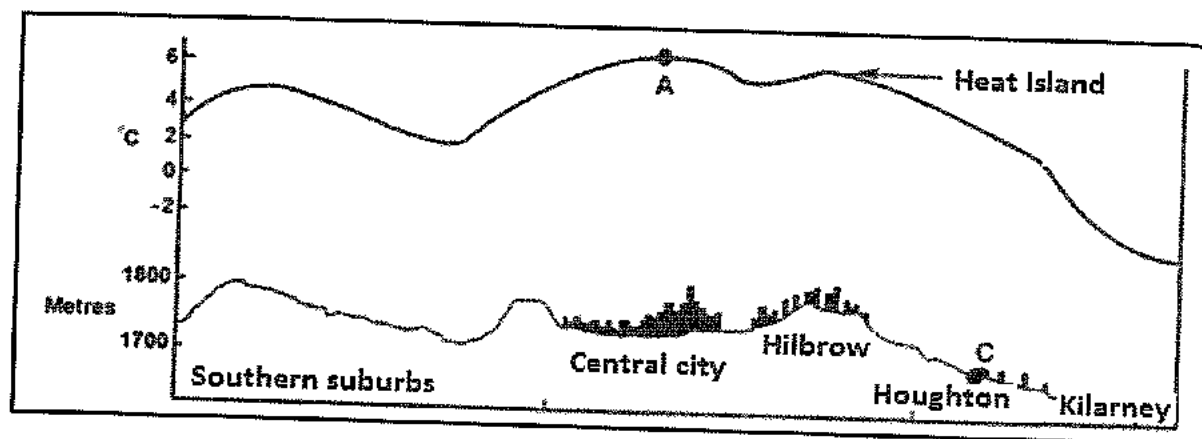 6
A
Heat Island
4
°C
2
0
-2
1800
Metres
1700
Southern suburbs
Central city
Hilbrow
C
Houghton
Kilarney